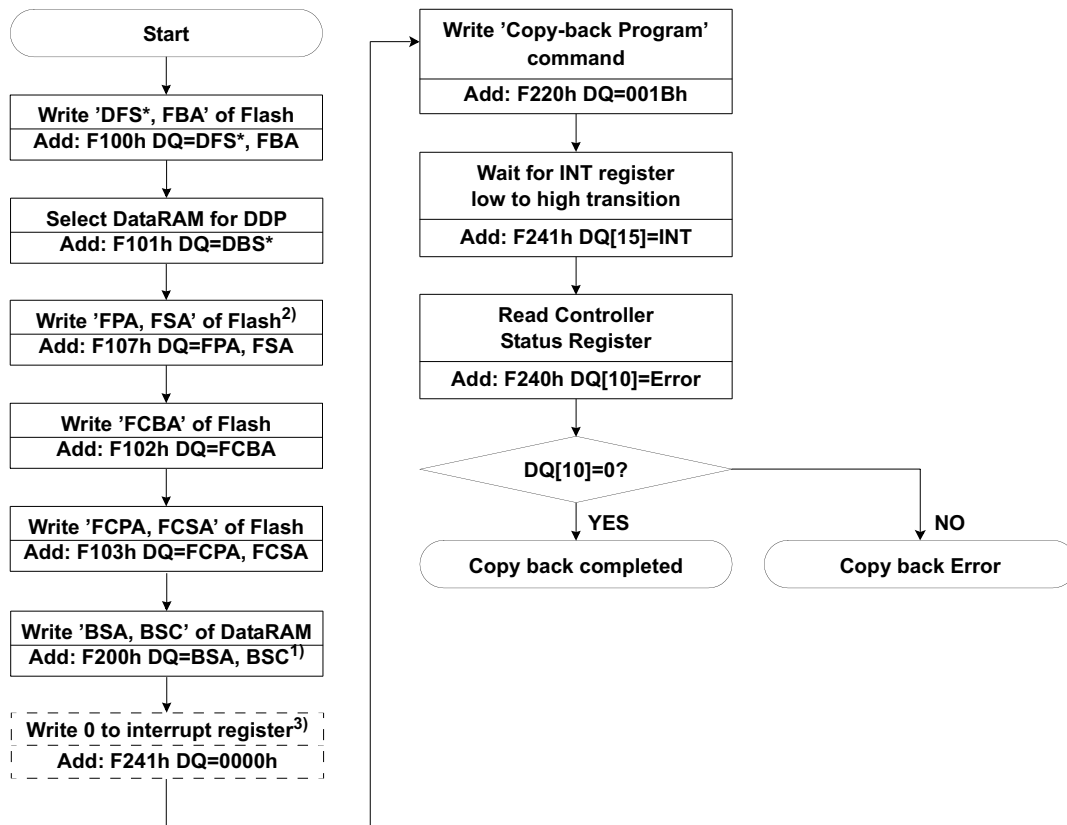 Start
Write 'DFS*, FBA' of Flash
Add: F100h DQ=DFS*, FBA
Select DataRAM for DDP
Add: F101h DQ=DBS*
Write 'FPA, FSA' of Flash2)
Add: F107h DQ=FPA, FSA
Write 'FCBA' of Flash
Add: F102h DQ=FCBA
Write 'FCPA, FCSA' of Flash
Add: F103h DQ=FCPA, FCSA
Write 'BSA, BSC' of DataRAM
Add: F200h DQ=BSA, BSC1)
Write 0 to interrupt register3)
Add: F241h DQ=0000h
Write 'Copy-back Program'
command
Add: F220h DQ=001Bh
Wait for INT register
low to high transition
Add: F241h DQ[15]=INT
Read Controller
Status Register
Add: F240h DQ[10]=Error
DQ[10]=0?
YES
NO
Copy back completed
Copy back Error